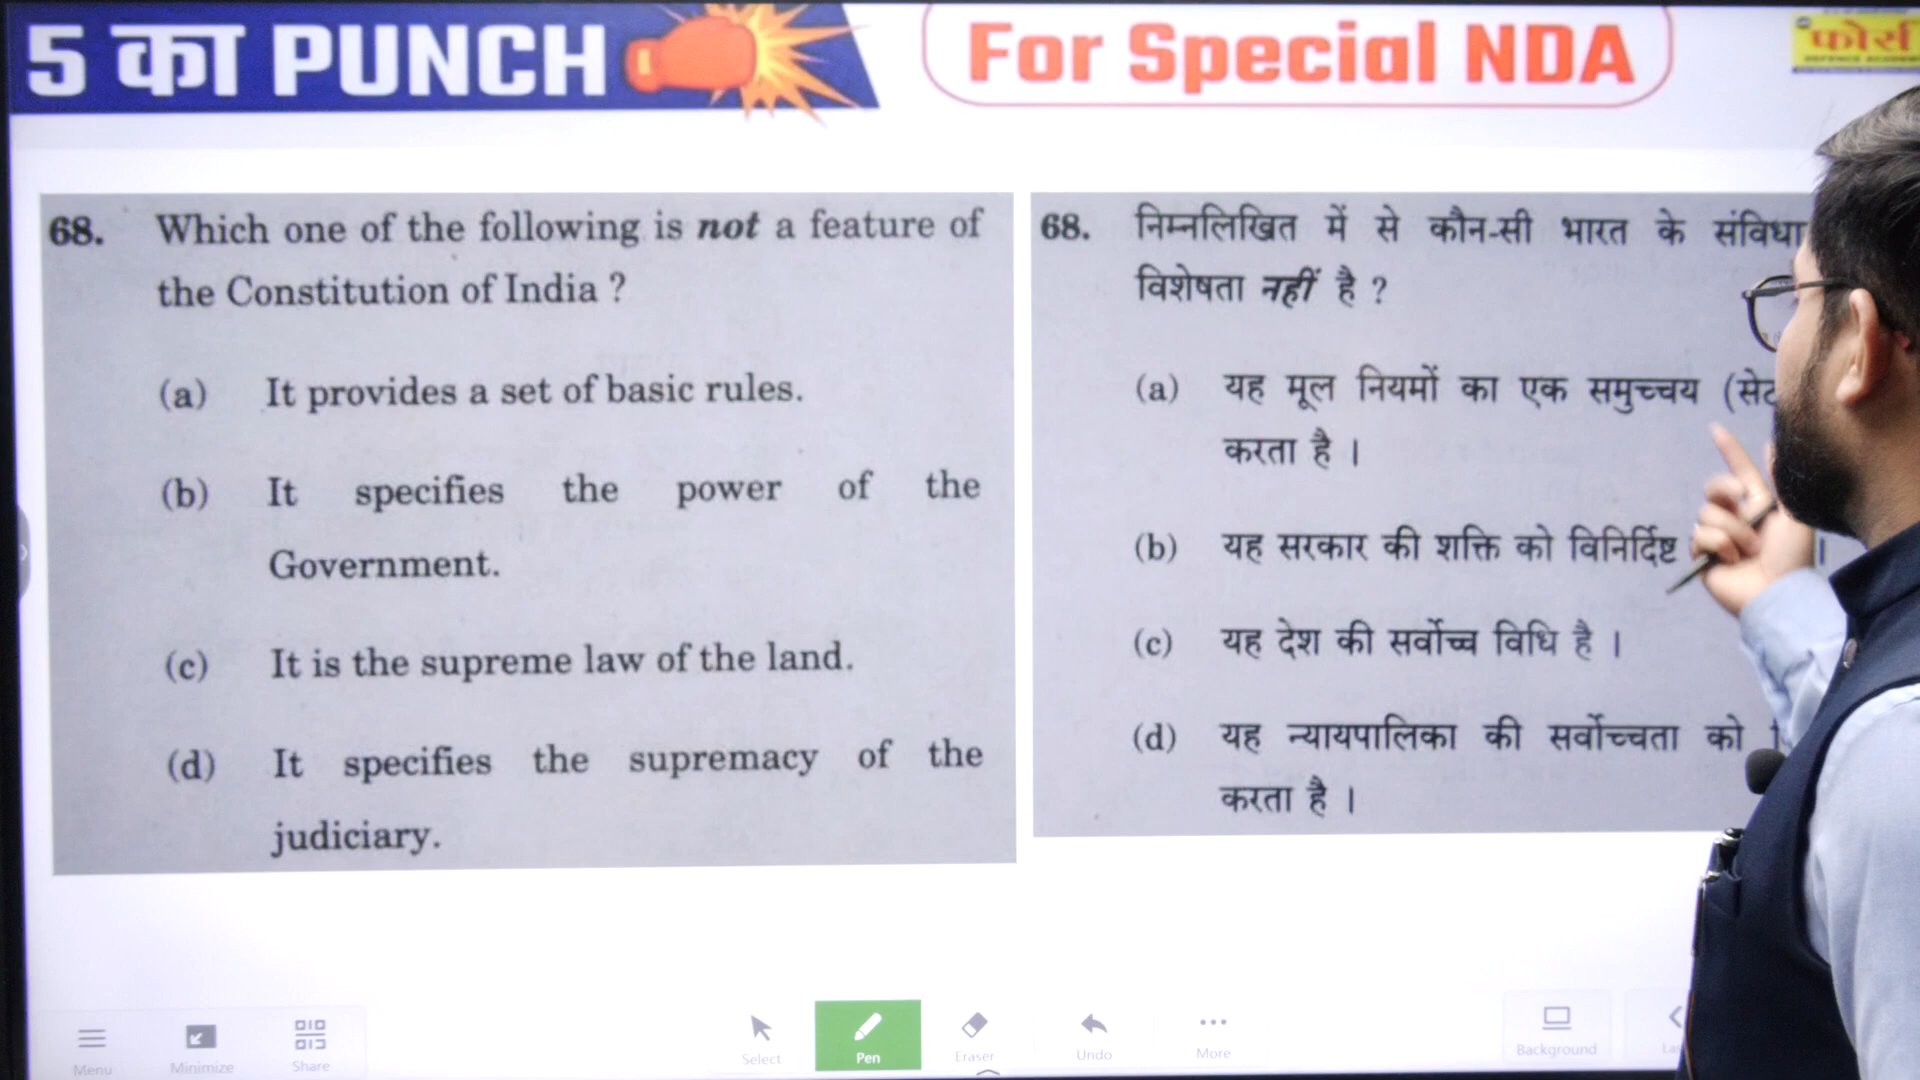 5 का PUNCH
For Special NDA
फोर्स
68. Which one of the following is not a feature of
the Constitution of India ?
(a) It provides a set of basic rules.
(b) It specifies the power of the
Government.
(c) It is the supreme law of the land.
(d) It specifies the supremacy of the
judiciary.
68. निम्नलिखित में से कौन-सी भारत के
विशेषता नहीं है ?
(a) यह मूल नियमों का एक समुच्चय
करता है ।
(b) यह सरकार की शक्ति को विनिर्दिष्ट
(c) यह देश की सर्वोच्च विधि है ।
(d) यह न्यायपालिका की सर्वोच्चता को
करता है ।
Menu
Minimize
Share
Select
Pen
Eraser
Undo
More
Background